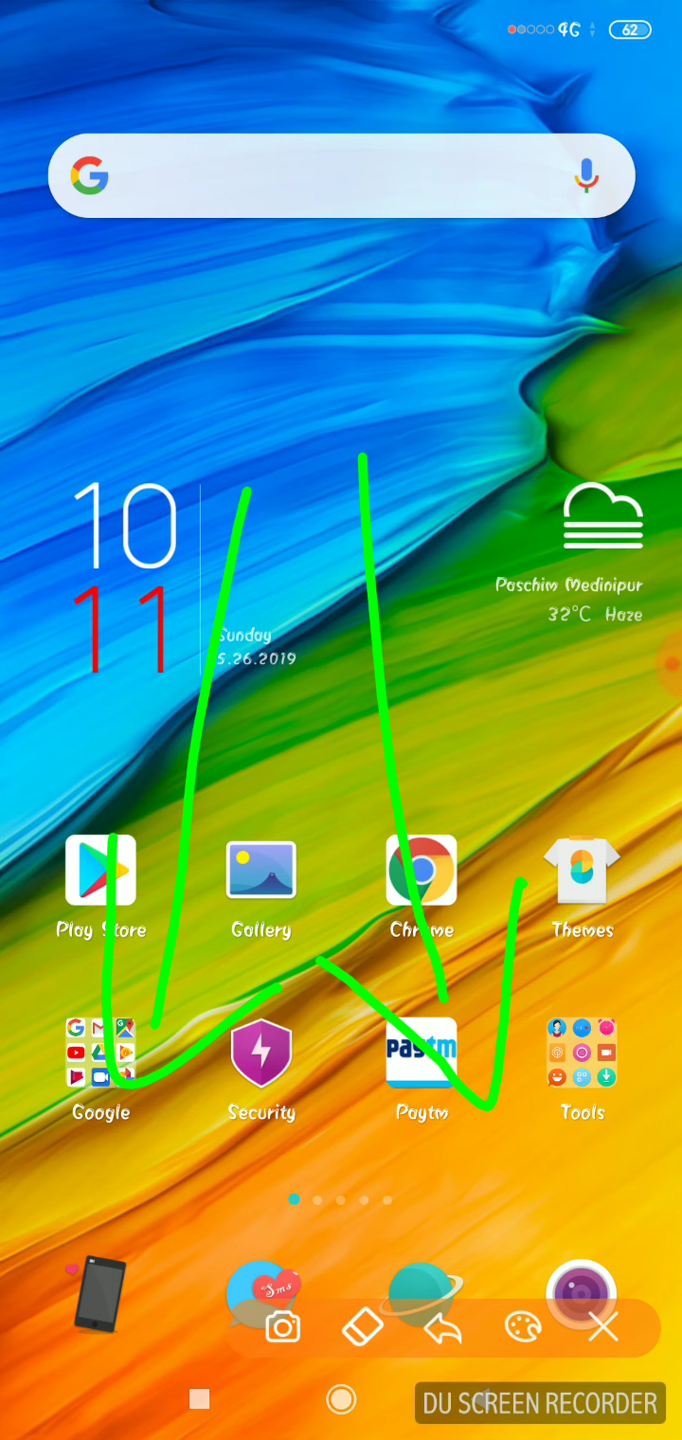 4G 62
10
11
Sunday
5.26.2019
Paschim Medinipur
32°C Haze
Play Store Gallery Chrome Themes
Paytm
Google Security Paytm Tools
Sms
DU SCREEN RECORDER